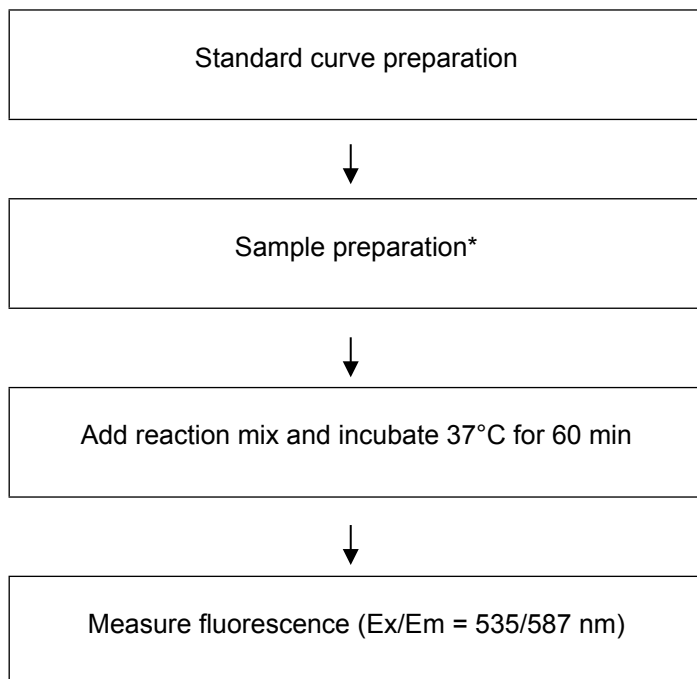 Standard curve preparation
Sample preparation*
Add reaction mix and incubate 37°C for 60 min
Measure fluorescence (Ex/Em = 535/587 nm)